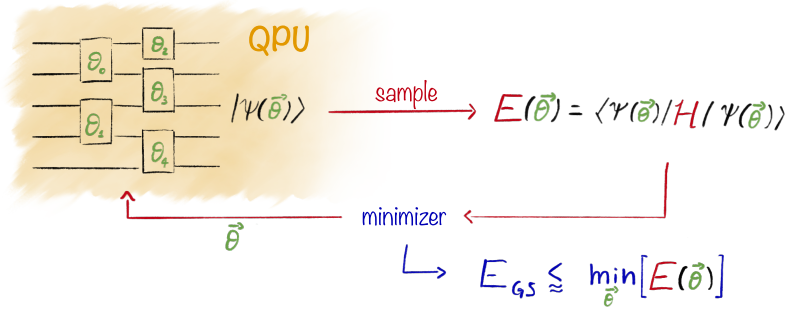 QPU
θ₀ θ₂
θ₁ θ₃
θ₄
|Ψ(θ⃗)⟩
sample
E(θ⃗) = ⟨Ψ(θ⃗)|H|Ψ(θ⃗)⟩
θ⃗
minimizer
E_GS ≲ min_θ⃗ [E(θ⃗)]